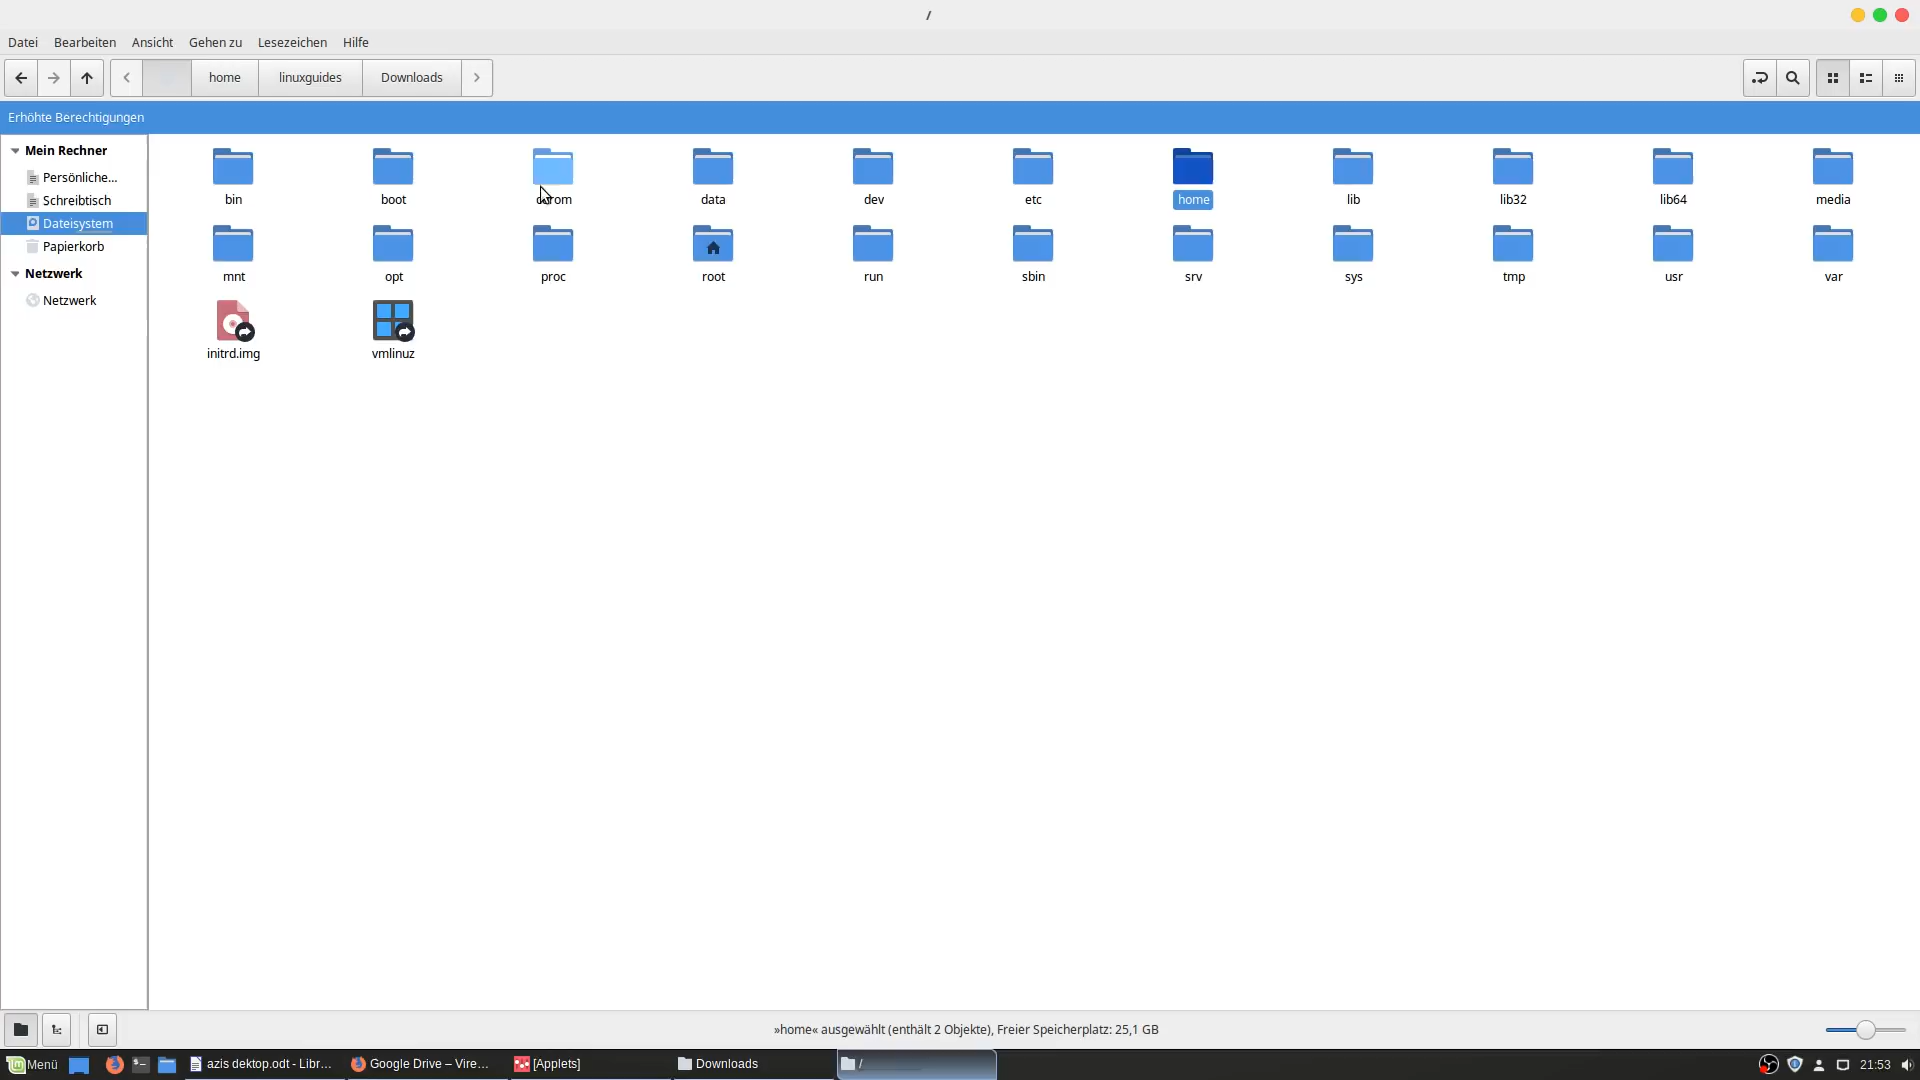 /
Datei Bearbeiten Ansicht Gehen zu Lesezeichen Hilfe
home linuxguides Downloads
Erhöhte Berechtigungen
Mein Rechner
Persönliche...
Schreibtisch
Dateisystem
Papierkorb
Netzwerk
Netzwerk
bin boot cdrom data dev etc home lib lib32 lib64 media
mnt opt proc root run sbin srv sys tmp usr var
initrd.img vmlinuz
»home« ausgewählt (enthält 2 Objekte), Freier Speicherplatz: 25,1 GB
Menü azis dektop.odt - Libr... Google Drive – Vire... [Applets] Downloads / 21:53